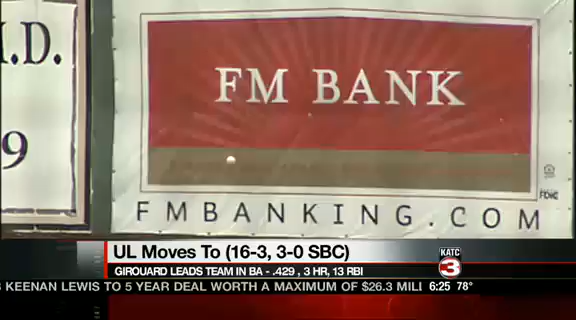 .D.
9
FM BANK
FDIC
FMBANKING.COM
UL Moves To (16-3, 3-0 SBC)
GIROUARD LEADS TEAM IN BA - .429 , 3 HR, 13 RBI
KATC
3
KEENAN LEWIS TO 5 YEAR DEAL WORTH A MAXIMUM OF $26.3 MILI
6:25 78°